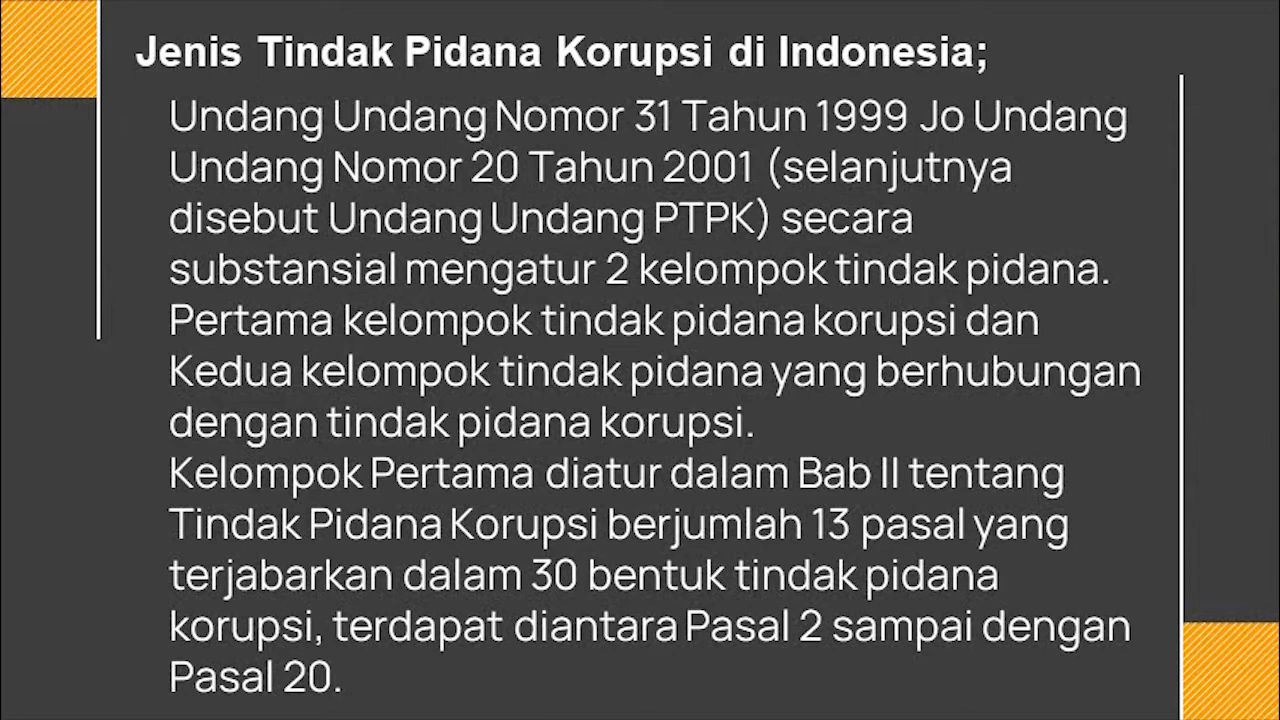 Jenis Tindak Pidana Korupsi di Indonesia;
Undang Undang Nomor 31 Tahun 1999 Jo Undang
Undang Nomor 20 Tahun 2001 (selanjutnya
disebut Undang Undang PTPK) secara
substansial mengatur 2 kelompok tindak pidana.
Pertama kelompok tindak pidana korupsi dan
Kedua kelompok tindak pidana yang berhubungan
dengan tindak pidana korupsi.
Kelompok Pertama diatur dalam Bab II tentang
Tindak Pidana Korupsi berjumlah 13 pasal yang
terjabarkan dalam 30 bentuk tindak pidana
korupsi, terdapat diantara Pasal 2 sampai dengan
Pasal 20.